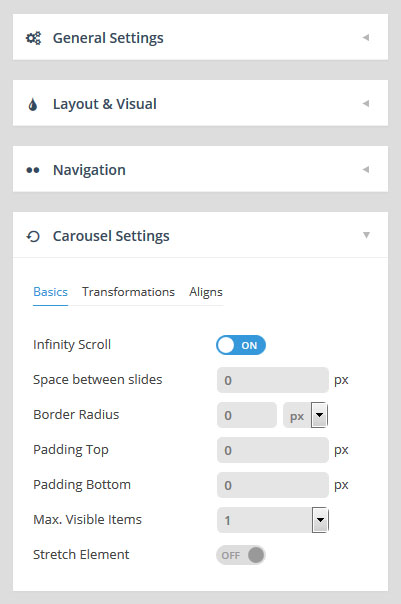 General Settings
Layout & Visual
Navigation
Carousel Settings
Basics Transformations Aligns
Infinity Scroll ON
Space between slides 0 px
Border Radius 0 px
Padding Top 0 px
Padding Bottom 0 px
Max. Visible Items 1
Stretch Element OFF